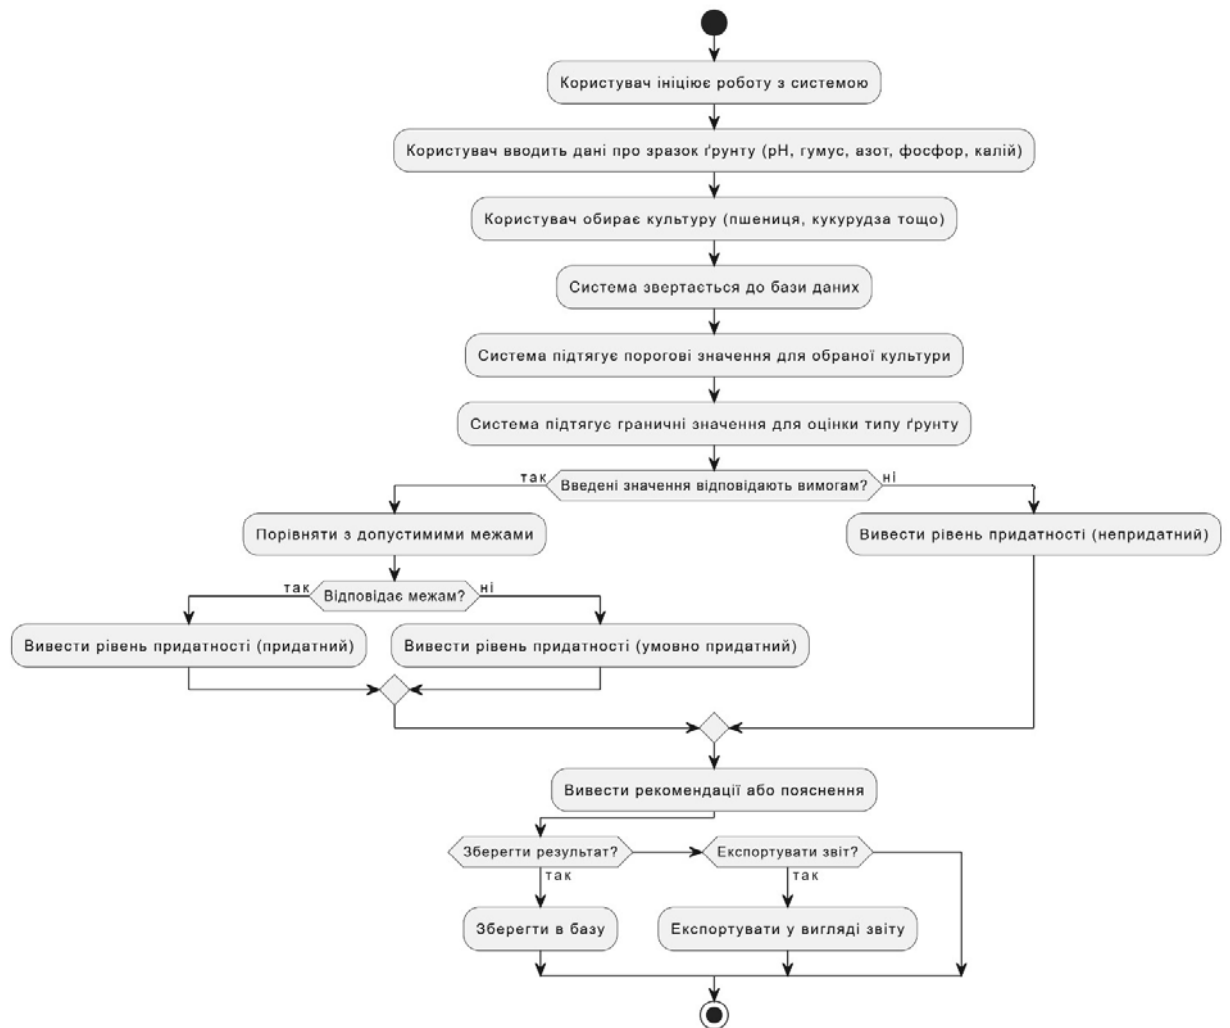 Користувач ініціює роботу з системою
Користувач вводить дані про зразок ґрунту (pH, гумус, азот, фосфор, калій)
Користувач обирає культуру (пшениця, кукурудза тощо)
Система звертається до бази даних
Система підтягує порогові значення для обраної культури
Система підтягує граничні значення для оцінки типу ґрунту
так
Введені значення відповідають вимогам?
ні
Порівняти з допустимими межами
Вивести рівень придатності (непридатний)
так
Відповідає межам?
ні
Вивести рівень придатності (придатний)
Вивести рівень придатності (умовно придатний)
Вивести рекомендації або пояснення
Зберегти результат?
Експортувати звіт?
так
так
Зберегти в базу
Експортувати у вигляді звіту